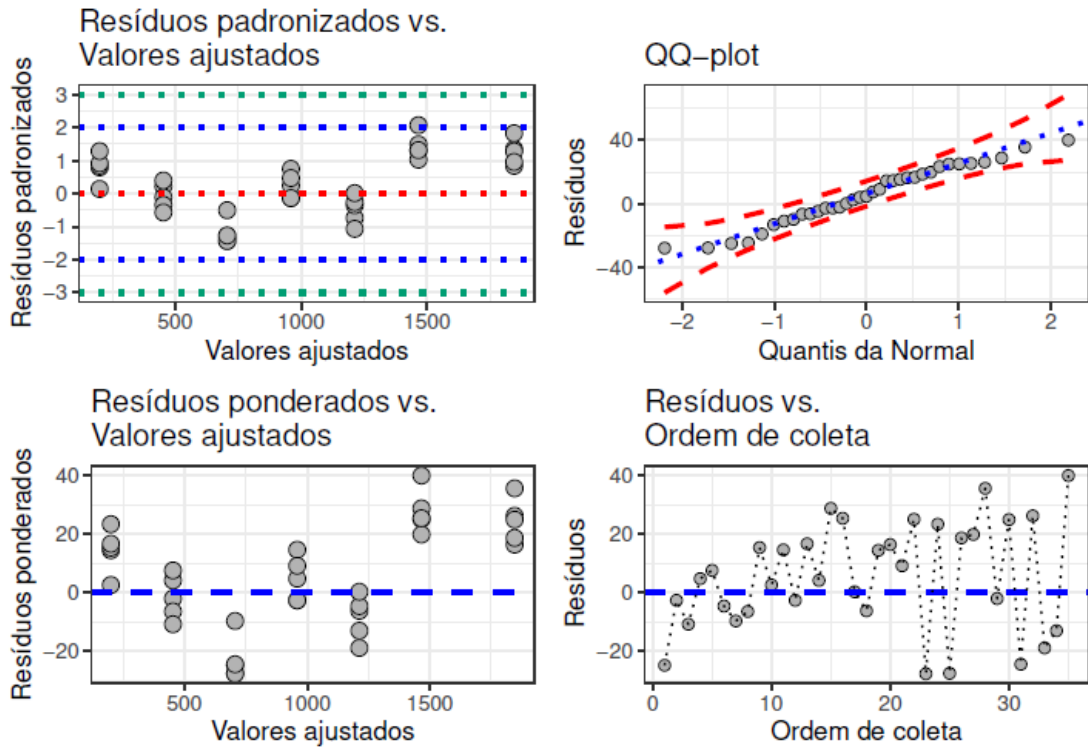 Resíduos padronizados vs.
Valores ajustados
Resíduos padronizados
3
2
1
0
−1
−2
−3
500
1000
1500
Valores ajustados
QQ−plot
Resíduos
40
0
−40
−2
−1
0
1
2
Quantis da Normal
Resíduos ponderados vs.
Valores ajustados
Resíduos ponderados
40
20
0
−20
500
1000
1500
Valores ajustados
Resíduos vs.
Ordem de coleta
Resíduos
40
20
0
−20
0
10
20
30
Ordem de coleta